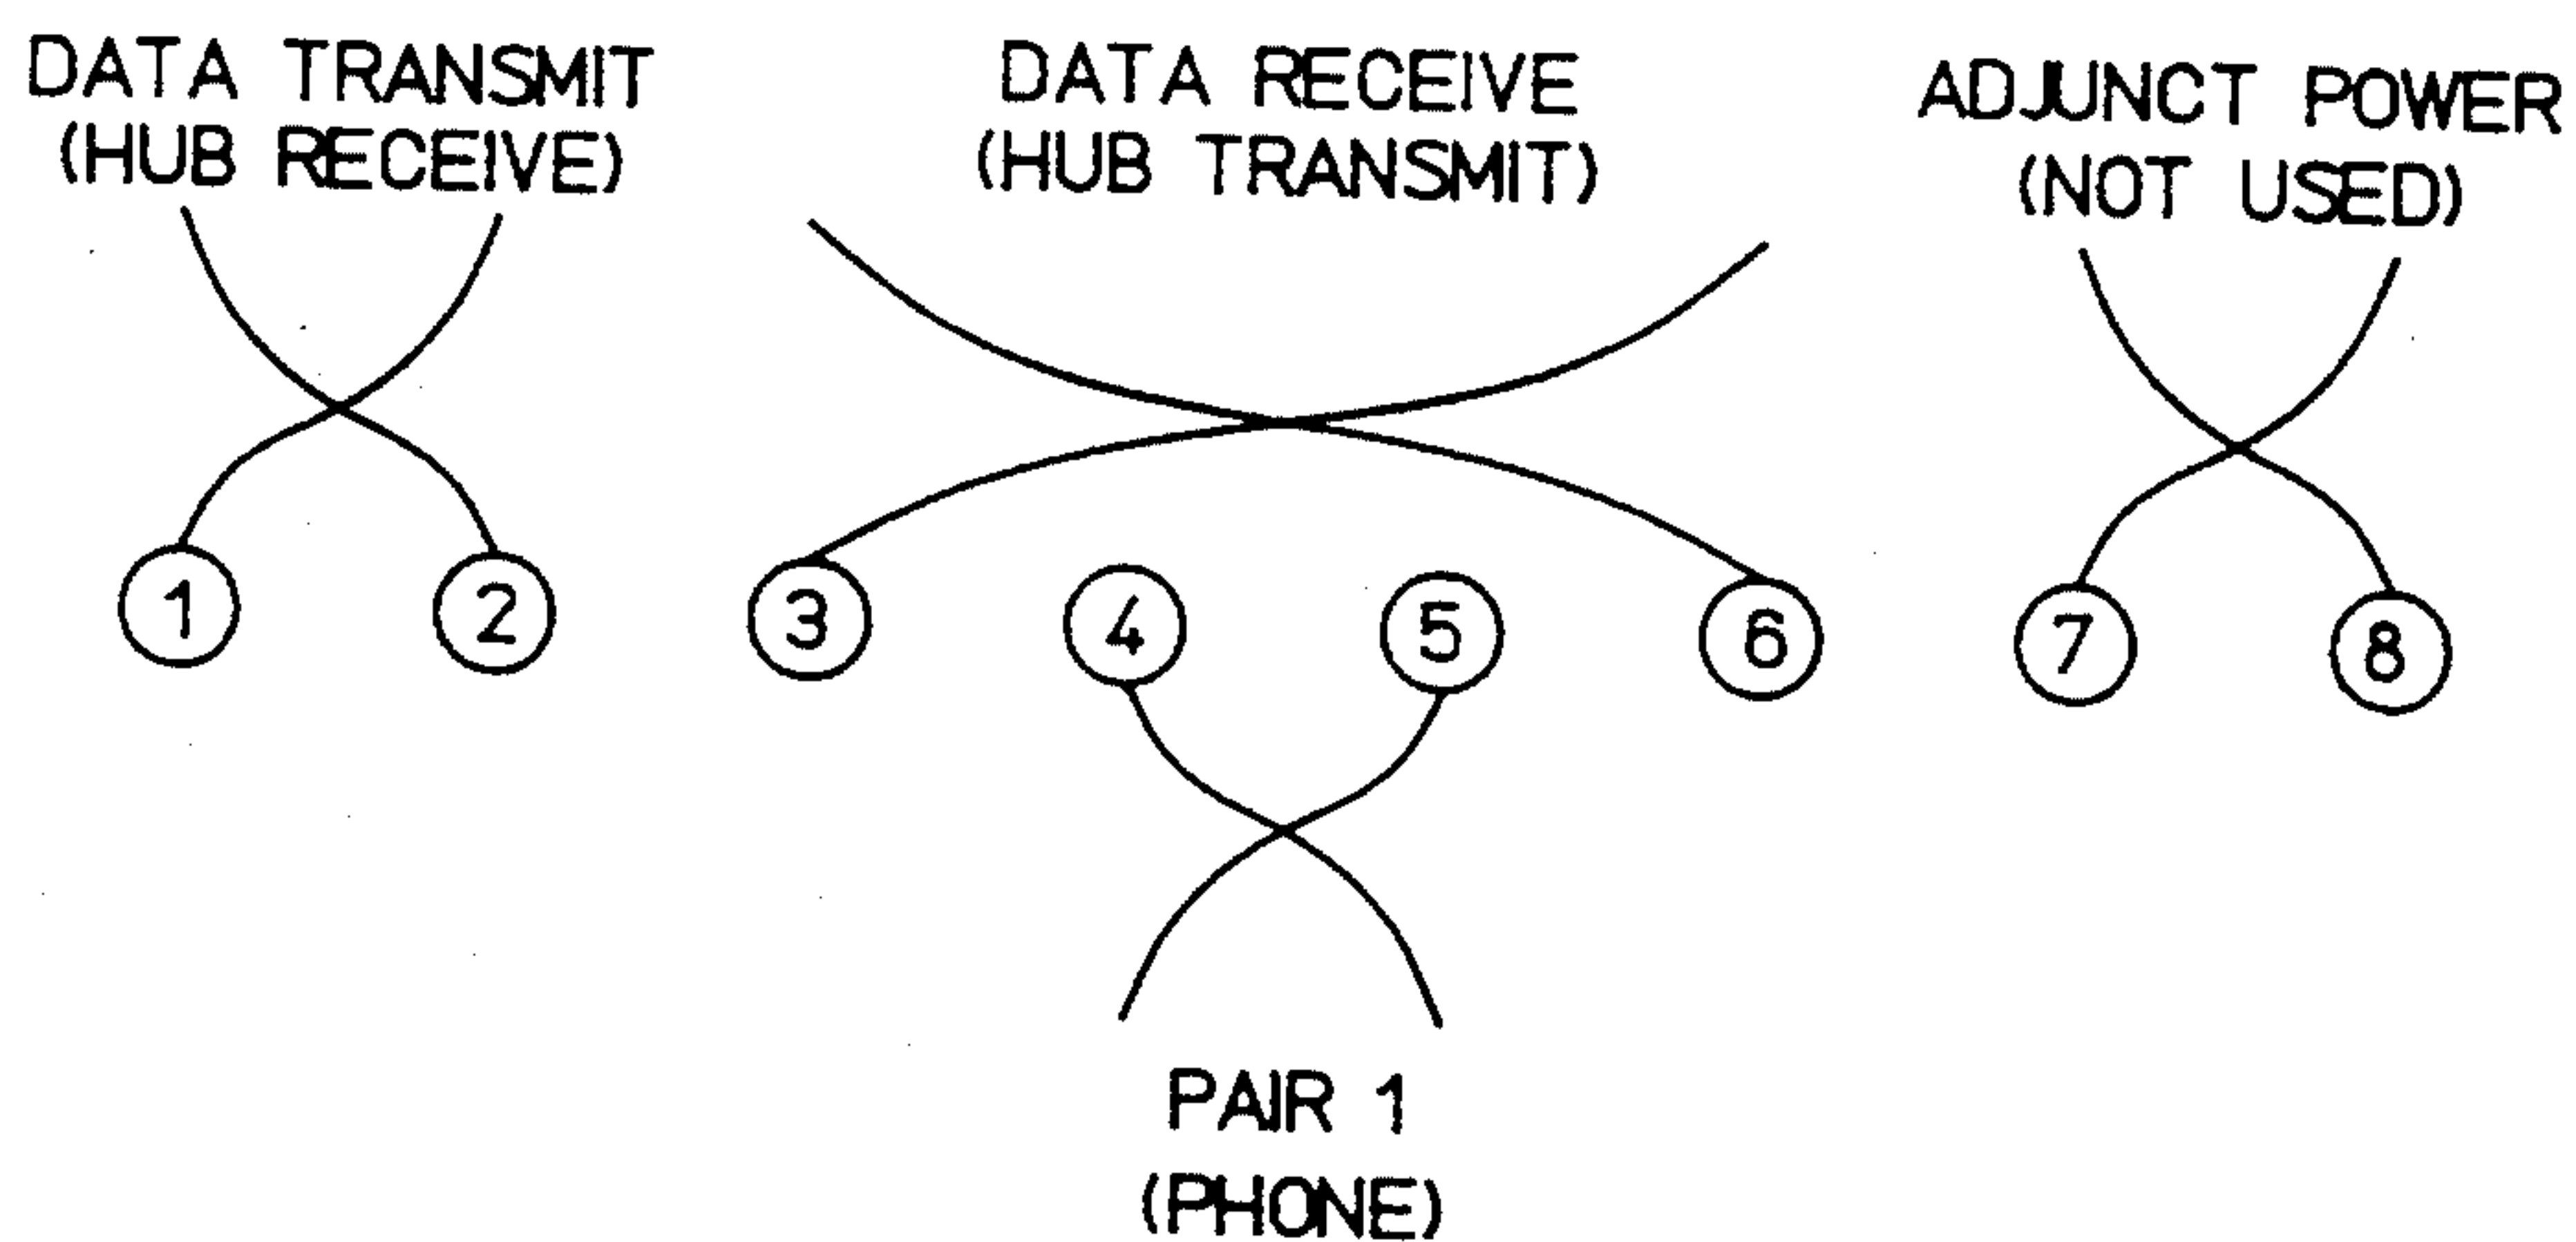 DATA TRANSMIT
(HUB RECEIVE)
DATA RECEIVE
(HUB TRANSMIT)
ADJUNCT POWER
(NOT USED)
1 2 3 4 5 6 7 8
PAIR 1
(PHONE)